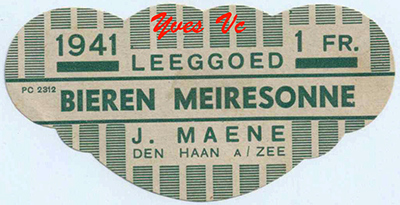 Yves Vc
1941 1 FR.
LEEGGOED
PC 2312
BIEREN MEIRESONNE
J. MAENE
DEN HAAN A/ZEE